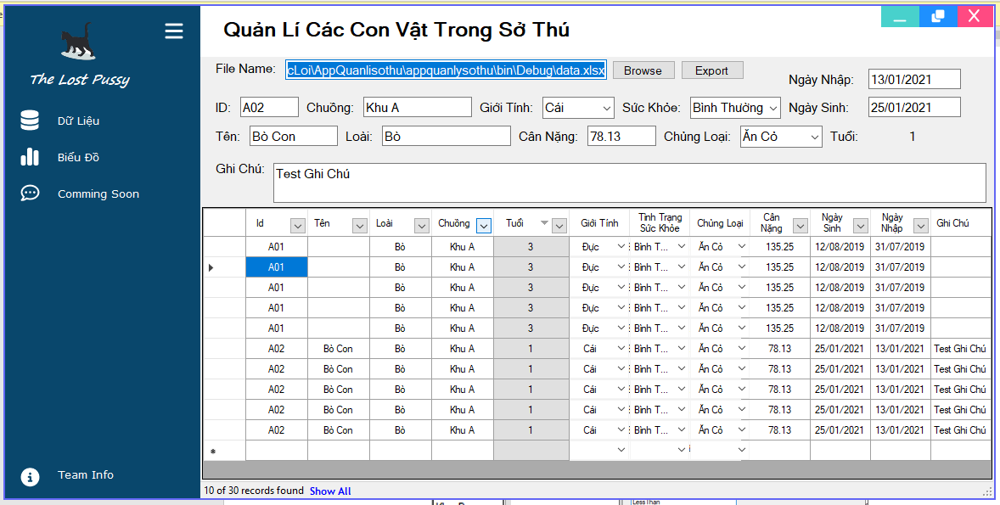 Quản Lí Các Con Vật Trong Sở Thú
The Lost Pussy
Dữ Liệu
Biểu Đồ
Comming Soon
Team Info
File Name: cLoi\AppQuanlisothu\appquanlysothu\bin\Debug\data.xlsx Browse Export
Ngày Nhập: 13/01/2021
ID: A02 Chuồng: Khu A Giới Tính: Cái Sức Khỏe: Bình Thường Ngày Sinh: 25/01/2021
Tên: Bò Con Loài: Bò Cân Nặng: 78.13 Chủng Loại: Ăn Cỏ Tuổi: 1
Ghi Chú: Test Ghi Chú
Id Tên Loài Chuồng Tuổi Giới Tính Tình Trạng Sức Khỏe Chủng Loại Cân Nặng Ngày Sinh Ngày Nhập Ghi Chú
A01 Bò Khu A 3 Đực Bình T... Ăn Cỏ 135.25 12/08/2019 31/07/2019
A01 Bò Khu A 3 Đực Bình T... Ăn Cỏ 135.25 12/08/2019 31/07/2019
A01 Bò Khu A 3 Đực Bình T... Ăn Cỏ 135.25 12/08/2019 31/07/2019
A01 Bò Khu A 3 Đực Bình T... Ăn Cỏ 135.25 12/08/2019 31/07/2019
A01 Bò Khu A 3 Đực Bình T... Ăn Cỏ 135.25 12/08/2019 31/07/2019
A02 Bò Con Bò Khu A 1 Cái Bình T... Ăn Cỏ 78.13 25/01/2021 13/01/2021 Test Ghi Chú
A02 Bò Con Bò Khu A 1 Cái Bình T... Ăn Cỏ 78.13 25/01/2021 13/01/2021 Test Ghi Chú
A02 Bò Con Bò Khu A 1 Cái Bình T... Ăn Cỏ 78.13 25/01/2021 13/01/2021 Test Ghi Chú
A02 Bò Con Bò Khu A 1 Cái Bình T... Ăn Cỏ 78.13 25/01/2021 13/01/2021 Test Ghi Chú
A02 Bò Con Bò Khu A 1 Cái Bình T... Ăn Cỏ 78.13 25/01/2021 13/01/2021 Test Ghi Chú
10 of 30 records found Show All
LessThan